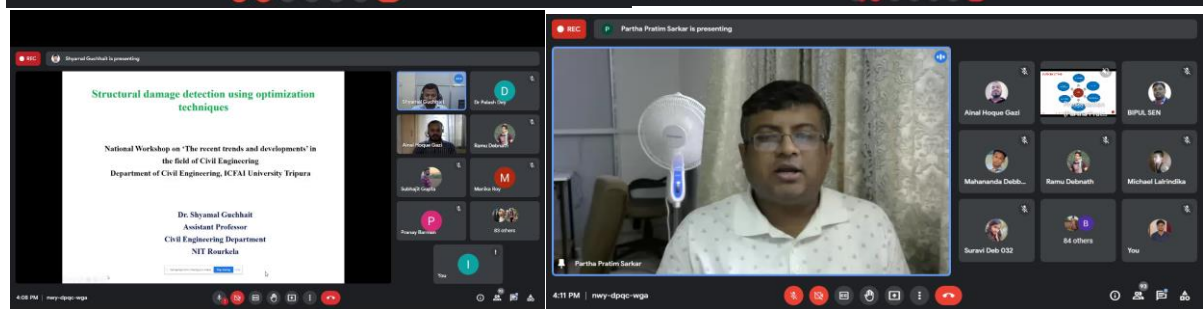 REC
Shyamal Guchhait is presenting
Structural damage detection using optimization
techniques
National Workshop on ‘The recent trends and developments’ in
the field of Civil Engineering
Department of Civil Engineering, ICFAI University Tripura
Dr. Shyamal Guchhait
Assistant Professor
Civil Engineering Department
NIT Rourkela
Shyamal Guchhait
D
Dr Palash Dey
Ainal Hoque Gazi
Ramu Debnath
Subhajit Gupta
M
P
83 others
I
You
4:08 PM | nwy-dpqc-wga
REC
P
Partha Pratim Sarkar is presenting
Partha Pratim Sarkar
Ainal Hoque Gazi
BIPUL SEN
Mahananda Debb...
Ramu Debnath
Michael Lalrindika
Suravi Deb 032
B
84 others
You
4:11 PM | nwy-dpqc-wga
93